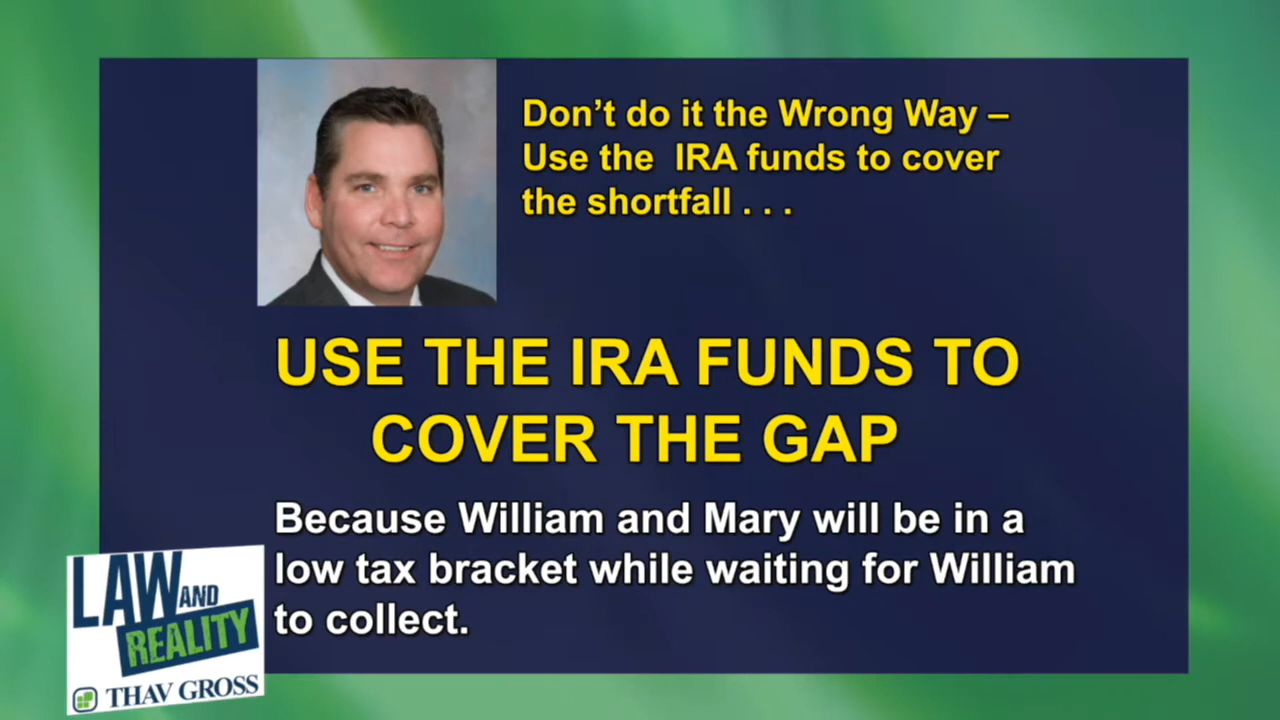 Don’t do it the Wrong Way –
Use the IRA funds to cover
the shortfall . . .
USE THE IRA FUNDS TO
COVER THE GAP
Because William and Mary will be in a
low tax bracket while waiting for William
to collect.
LAW AND
REALITY
THAV GROSS